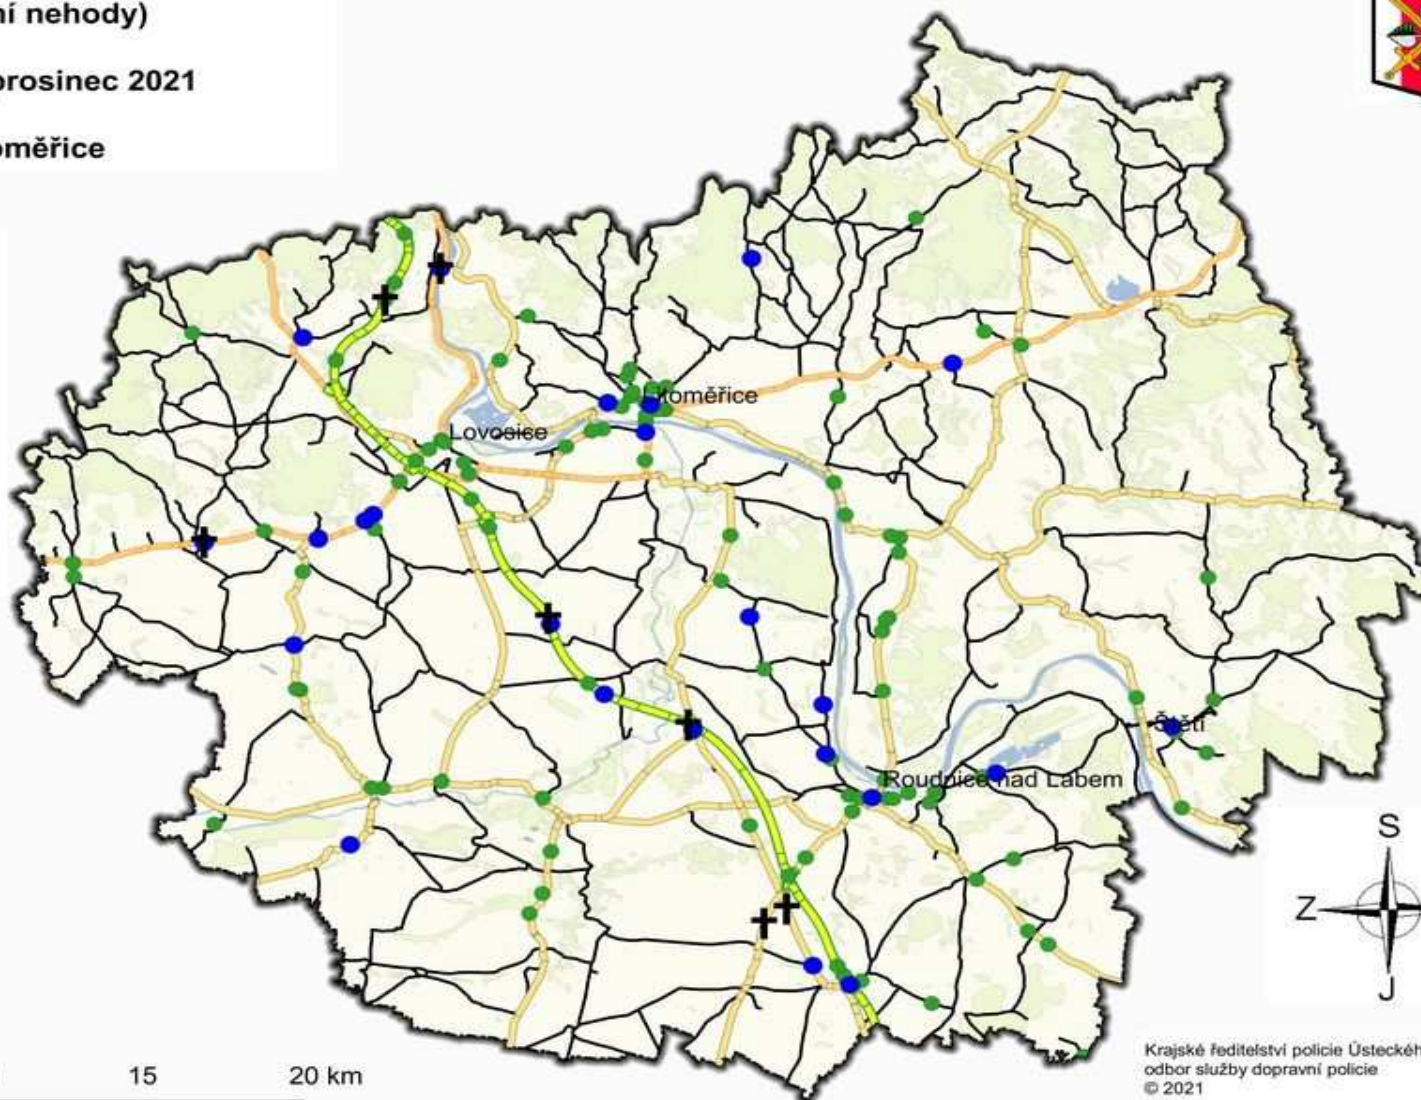 ní nehody)
prosinec 2021
oměřice
Litoměřice
Lovosice
Štětí
Roudnice nad Labem
S
Z
J
15 20 km
Krajské ředitelství policie Ústeckéh
odbor služby dopravní policie
© 2021